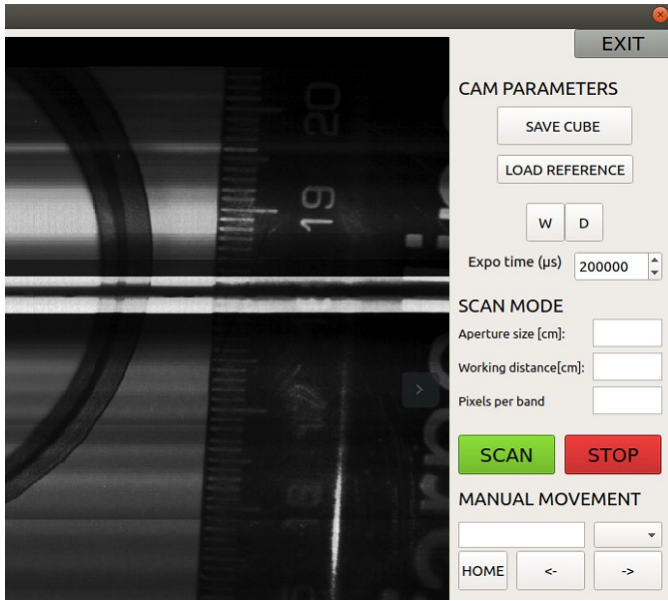 EXIT
CAM PARAMETERS
SAVE CUBE
LOAD REFERENCE
W D
Expo time (μs) 200000
SCAN MODE
Aperture size [cm]:
Working distance[cm]:
Pixels per band
SCAN STOP
MANUAL MOVEMENT
HOME <- ->
20
19